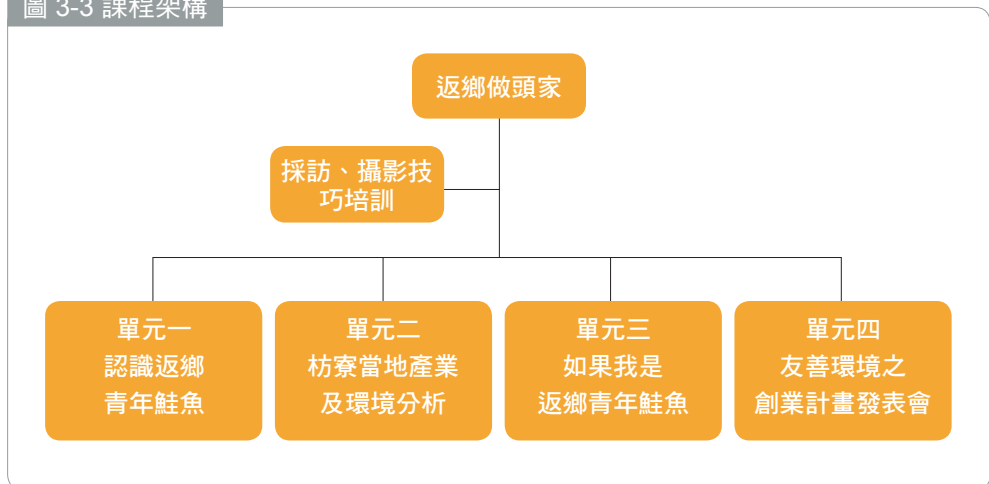 圖 3-3 課程架構
返鄉做頭家
採訪、攝影技
巧培訓
單元一
認識返鄉
青年鮭魚
單元二
枋寮當地產業
及環境分析
單元三
如果我是
返鄉青年鮭魚
單元四
友善環境之
創業計畫發表會